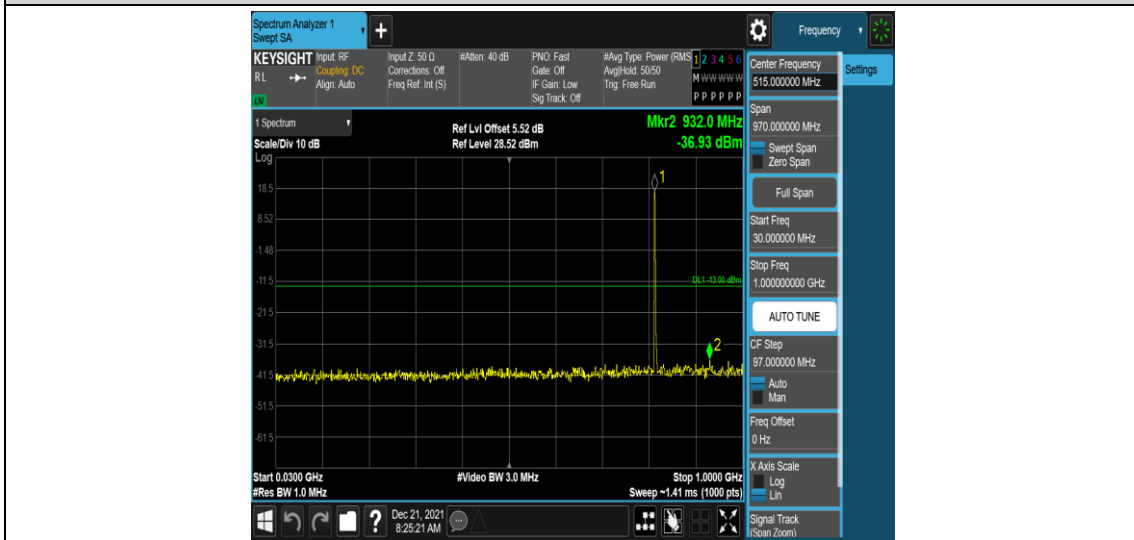 Spectrum Analyzer 1
Swept SA
+
Frequency
KEYSIGHT
RL
LXI
Input: RF
Coupling: DC
Align: Auto
Input Z: 50 Ω
Corrections: Off
Freq Ref: Int (S)
#Atten: 40 dB
PNO: Fast
Gate: Off
IF Gain: Low
Sig Track: Off
#Avg Type: Power (RMS
Avg|Hold: 50/50
Trig: Free Run
1 2 3 4 5 6
M W W W W W
P P P P P P
1 Spectrum
Scale/Div 10 dB
Log
Ref Lvl Offset 5.52 dB
Ref Level 28.52 dBm
Mkr2 932.0 MHz
-36.93 dBm
1
18.5
8.52
-1.48
-11.5
DL1 -13.00 dBm
-21.5
-31.5
2
-41.5
-51.5
-61.5
Start 0.0300 GHz
#Res BW 1.0 MHz
#Video BW 3.0 MHz
Stop 1.0000 GHz
Sweep ~1.41 ms (1000 pts)
?
Dec 21, 2021
8:25:21 AM
Center Frequency
515.000000 MHz
Settings
Span
970.000000 MHz
Swept Span
Zero Span
Full Span
Start Freq
30.000000 MHz
Stop Freq
1.000000000 GHz
AUTO TUNE
CF Step
97.000000 MHz
Auto
Man
Freq Offset
0 Hz
X Axis Scale
Log
Lin
Signal Track
(Span Zoom)